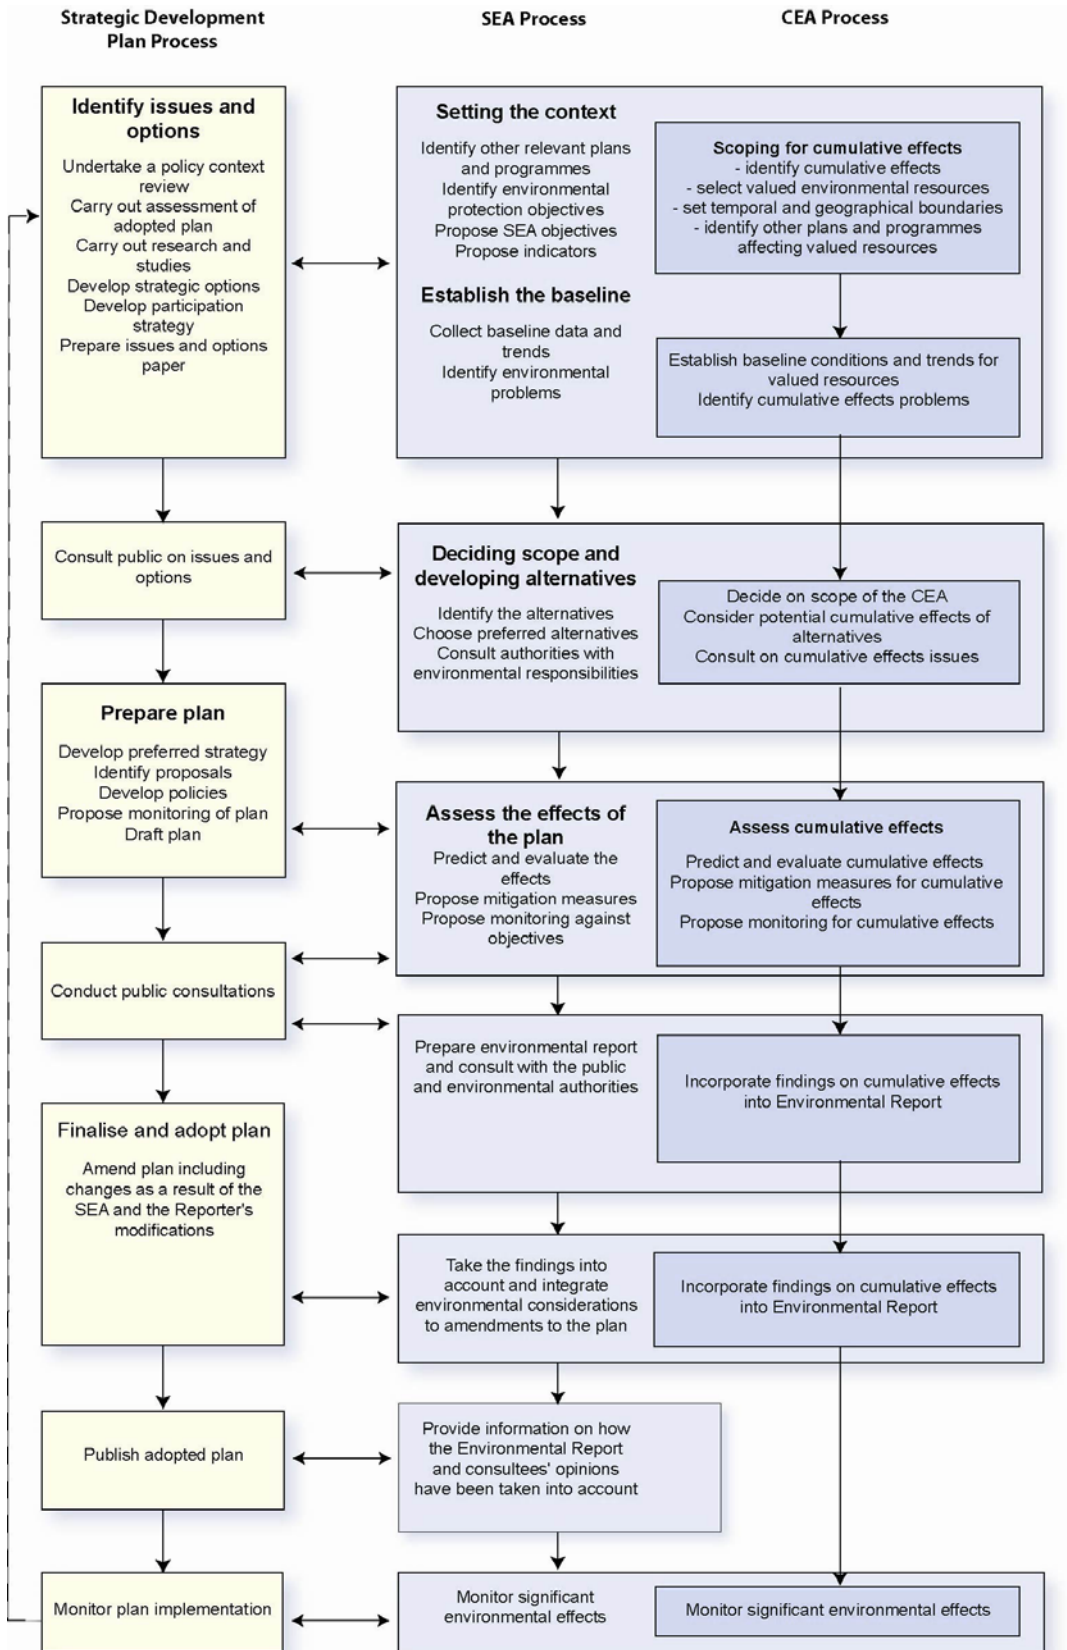 Strategic Development
Plan Process
SEA Process
CEA Process
Identify issues and
options
Undertake a policy context
review
Carry out assessment of
adopted plan
Carry out research and
studies
Develop strategic options
Develop participation
strategy
Prepare issues and options
paper
Setting the context
Identify other relevant plans
and programmes
Identify environmental
protection objectives
Propose SEA objectives
Propose indicators
Establish the baseline
Collect baseline data and
trends
Identify environmental
problems
Scoping for cumulative effects
- identify cumulative effects
- select valued environmental resources
- set temporal and geographical boundaries
- identify other plans and programmes
affecting valued resources
Establish baseline conditions and trends for
valued resources
Identify cumulative effects problems
Consult public on issues and
options
Deciding scope and
developing alternatives
Identify the alternatives
Choose preferred alternatives
Consult authorities with
environmental responsibilities
Decide on scope of the CEA
Consider potential cumulative effects of
alternatives
Consult on cumulative effects issues
Prepare plan
Develop preferred strategy
Identify proposals
Develop policies
Propose monitoring of plan
Draft plan
Assess the effects of
the plan
Predict and evaluate the
effects
Propose mitigation measures
Propose monitoring against
objectives
Assess cumulative effects
Predict and evaluate cumulative effects
Propose mitigation measures for cumulative
effects
Propose monitoring for cumulative effects
Conduct public consultations
Prepare environmental report
and consult with the public
and environmental authorities
Incorporate findings on cumulative effects
into Environmental Report
Finalise and adopt plan
Amend plan including
changes as a result of the
SEA and the Reporter's
modifications
Take the findings into
account and integrate
environmental considerations
to amendments to the plan
Incorporate findings on cumulative effects
into Environmental Report
Publish adopted plan
Provide information on how
the Environmental Report
and consultees' opinions
have been taken into account
Monitor plan implementation
Monitor significant
environmental effects
Monitor significant environmental effects